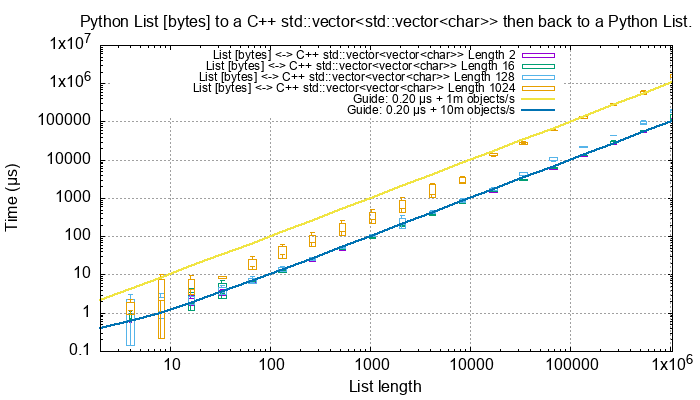 Python List [bytes] to a C++ std::vector<std::vector<char>> then back to a Python List.
1x10^7
1x10^6
100000
10000
1000
100
10
1
0.1
Time (µs)
List [bytes] <-> C++ std::vector<vector<char>> Length 2
List [bytes] <-> C++ std::vector<vector<char>> Length 16
List [bytes] <-> C++ std::vector<vector<char>> Length 128
List [bytes] <-> C++ std::vector<vector<char>> Length 1024
Guide: 0.20 µs + 1m objects/s
Guide: 0.20 µs + 10m objects/s
10 100 1000 10000 100000 1x10^6
List length